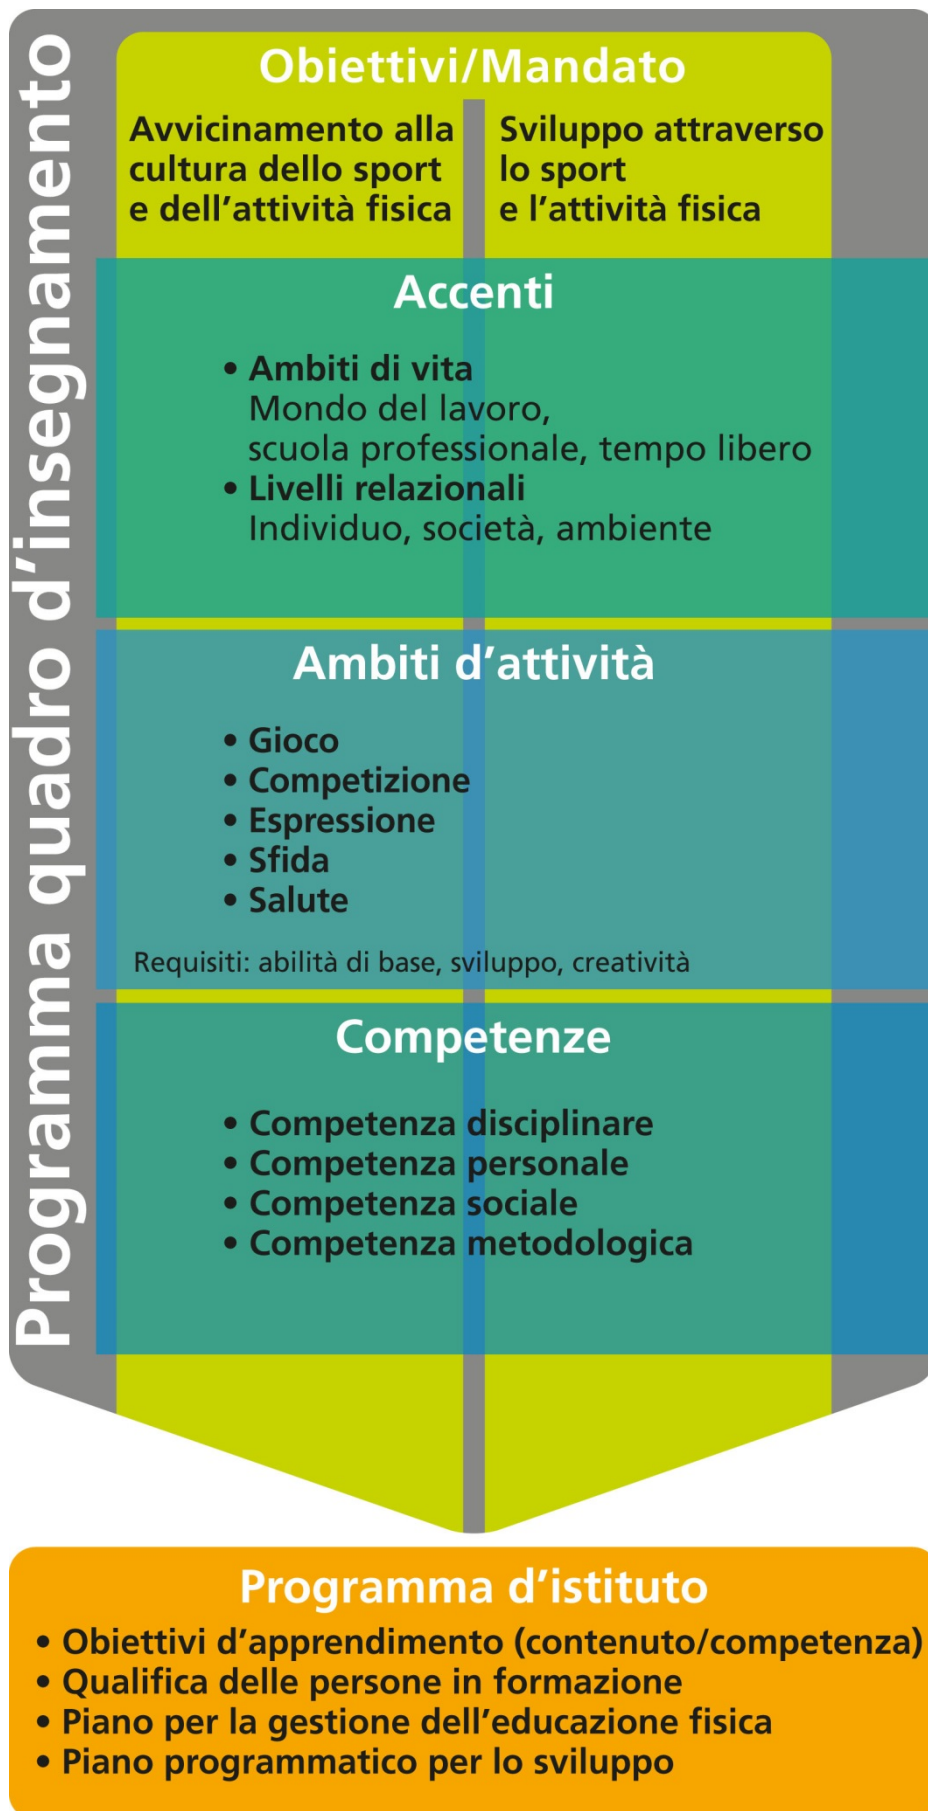 Programma quadro d'insegnamento
Obiettivi/Mandato
Avvicinamento alla
cultura dello sport
e dell'attività fisica
Sviluppo attraverso
lo sport
e l'attività fisica
Accenti
• Ambiti di vita
Mondo del lavoro,
scuola professionale, tempo libero
• Livelli relazionali
Individuo, società, ambiente
Ambiti d'attività
• Gioco
• Competizione
• Espressione
• Sfida
• Salute
Requisiti: abilità di base, sviluppo, creatività
Competenze
• Competenza disciplinare
• Competenza personale
• Competenza sociale
• Competenza metodologica
Programma d'istituto
• Obiettivi d'apprendimento (contenuto/competenza)
• Qualifica delle persone in formazione
• Piano per la gestione dell'educazione fisica
• Piano programmatico per lo sviluppo